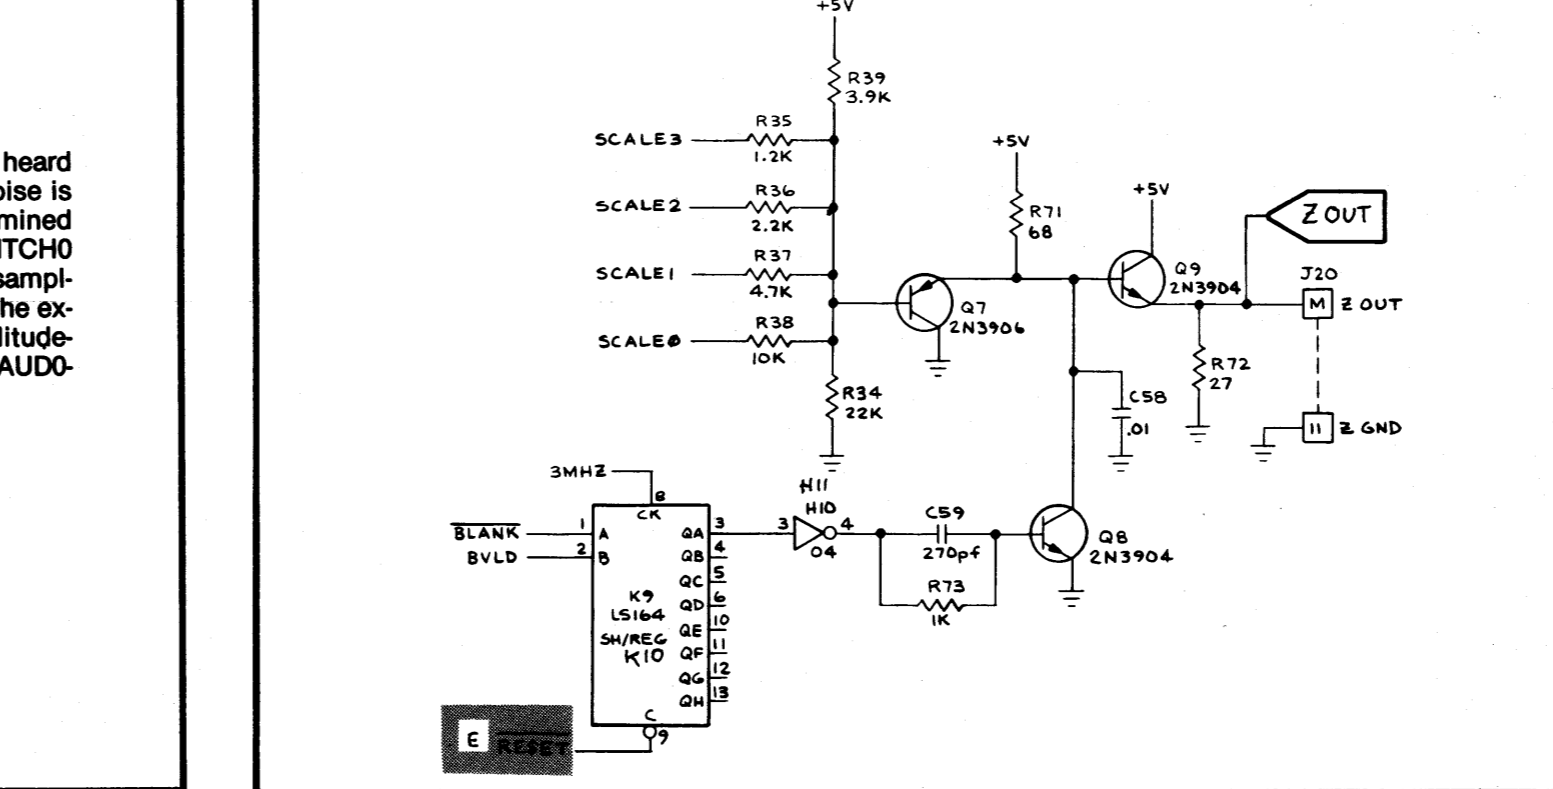 heard
oise is
mined
ITCH0
sampl-
he ex-
litude-
AUD0-
+5V
R39
3.9K
SCALE3
R35
1.2K
SCALE2
R36
2.2K
SCALE1
R37
4.7K
SCALE0
R38
10K
R34
22K
Q7
2N3906
+5V
R71
68
+5V
Q9
2N3904
Z OUT
J20
M Z OUT
R72
27
C58
.01
11 Z GND
3MHZ
8
CK
BLANK 1 A
BVLD 2 B
QA 3
QB 4
QC 5
QD 6
QE 10
QF 11
QG 12
QH 13
K9
LS164
SH/REG
K10
C
9
E RESET
H11
H10
3 4
04
C59
270pf
R73
1K
Q8
2N3904